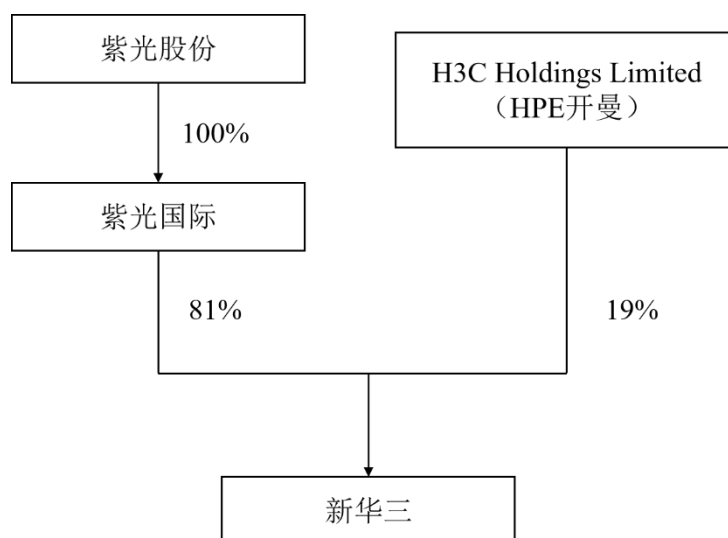 紫光股份
H3C Holdings Limited
（HPE开曼）
100%
紫光国际
81%
19%
新华三